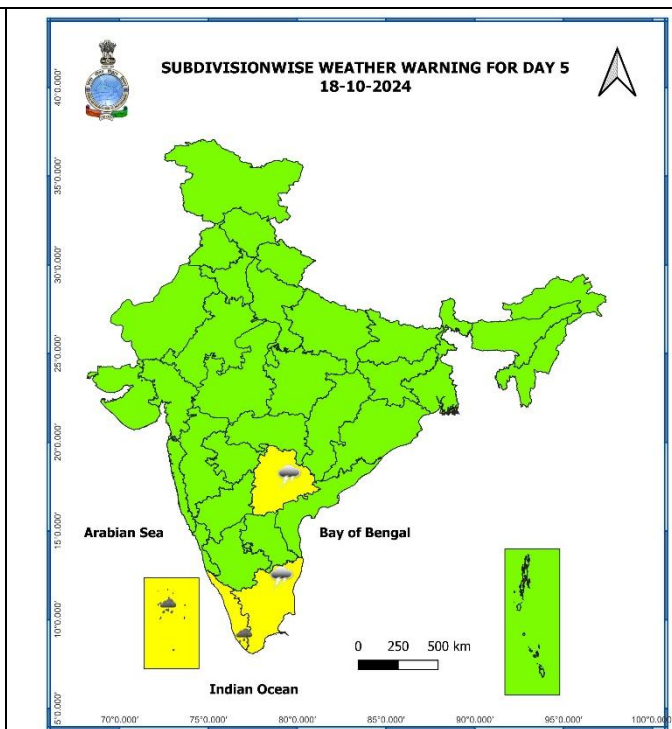 SUBDIVISIONWISE WEATHER WARNING FOR DAY 5
18-10-2024
40°0.000'
35°0.000'
30°0.000'
25°0.000'
20°0.000'
15°0.000'
10°0.000'
5°0.000'
Arabian Sea
Bay of Bengal
0 250 500 km
Indian Ocean
70°0.000' 75°0.000' 80°0.000' 85°0.000' 90°0.000' 95°0.000' 100°0.000'